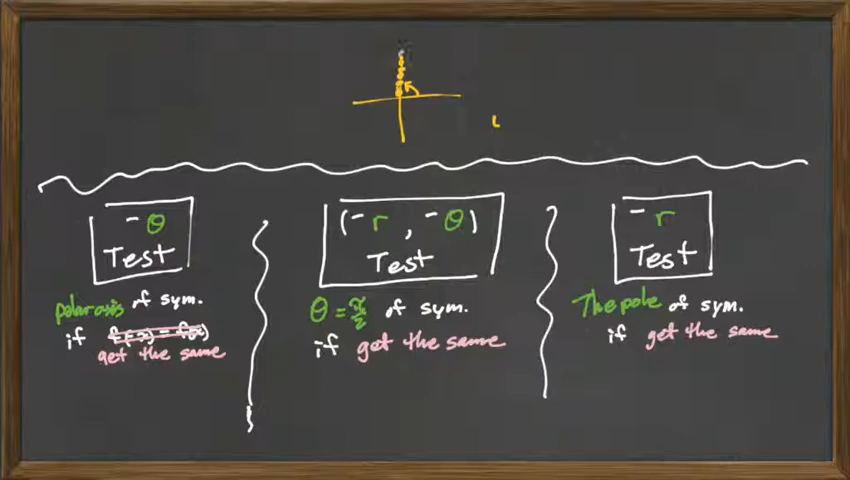 -θ
Test
polar axis of sym.
if f(-x) = f(x)
get the same
(-r, -θ)
Test
θ = π/2 of sym.
if get the same
-r
Test
The pole of sym.
if get the same